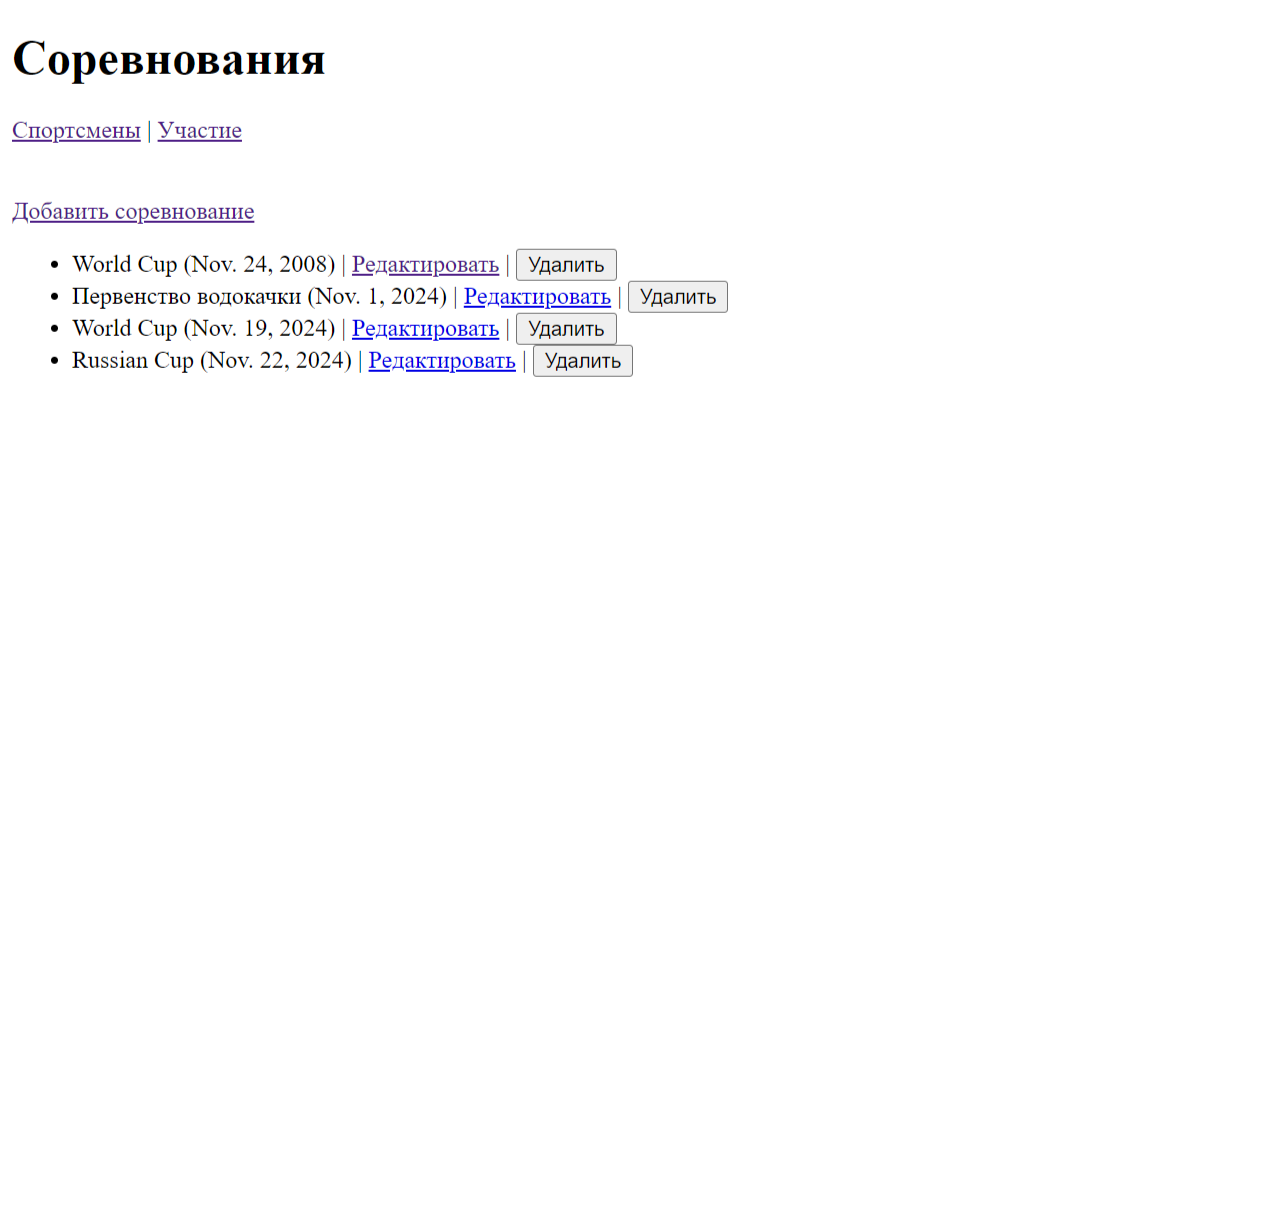 Соревнования
Спортсмены | Участие
Добавить соревнование
World Cup (Nov. 24, 2008) | Редактировать | Удалить
Первенство водокачки (Nov. 1, 2024) | Редактировать | Удалить
World Cup (Nov. 19, 2024) | Редактировать | Удалить
Russian Cup (Nov. 22, 2024) | Редактировать | Удалить